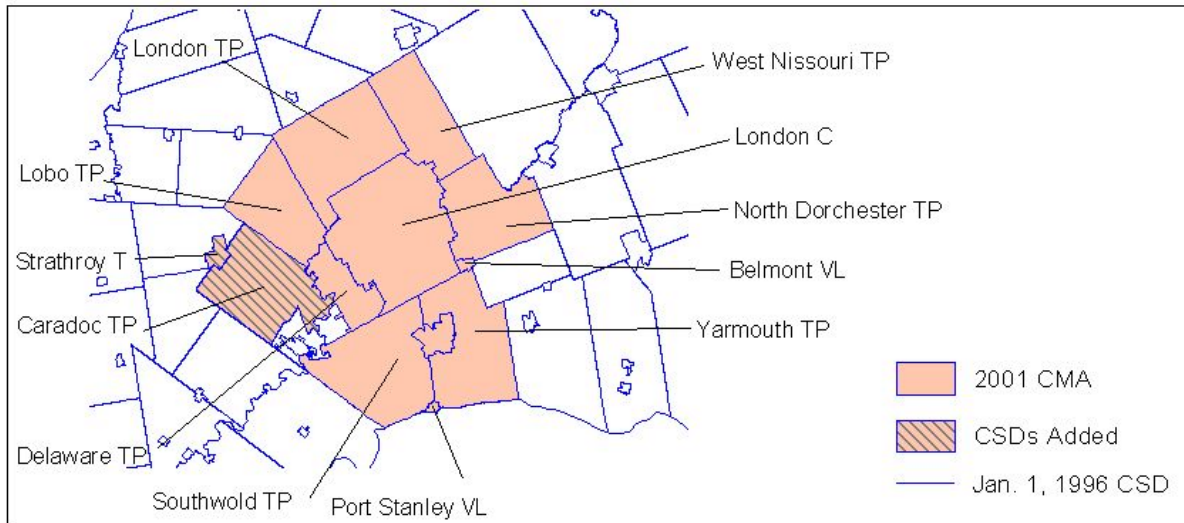 London TP
West Nissouri TP
London C
Lobo TP
North Dorchester TP
Strathroy T
Belmont VL
Caradoc TP
Yarmouth TP
2001 CMA
CSDs Added
Delaware TP
Jan. 1, 1996 CSD
Southwold TP
Port Stanley VL